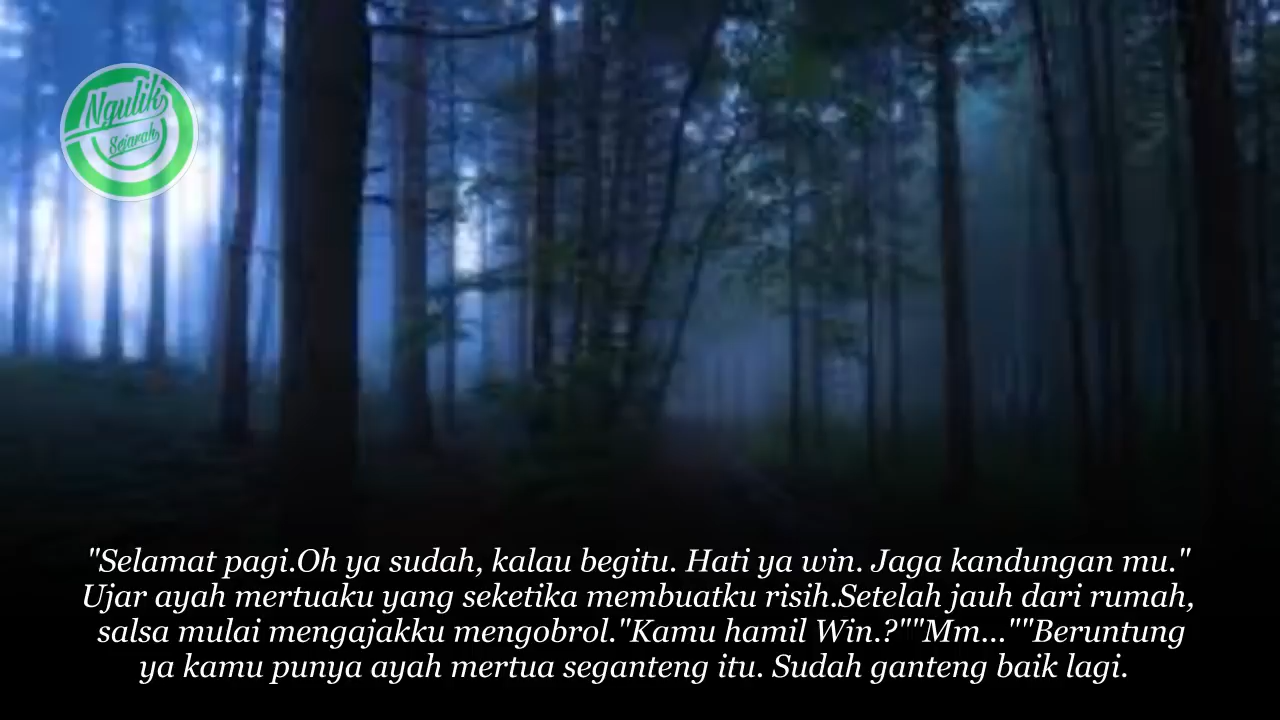 Ngulik
Sejarah
"Selamat pagi.Oh ya sudah, kalau begitu. Hati ya win. Jaga kandungan mu."
Ujar ayah mertuaku yang seketika membuatku risih.Setelah jauh dari rumah,
salsa mulai mengajakku mengobrol."Kamu hamil Win.?""Mm...""Beruntung
ya kamu punya ayah mertua seganteng itu. Sudah ganteng baik lagi.